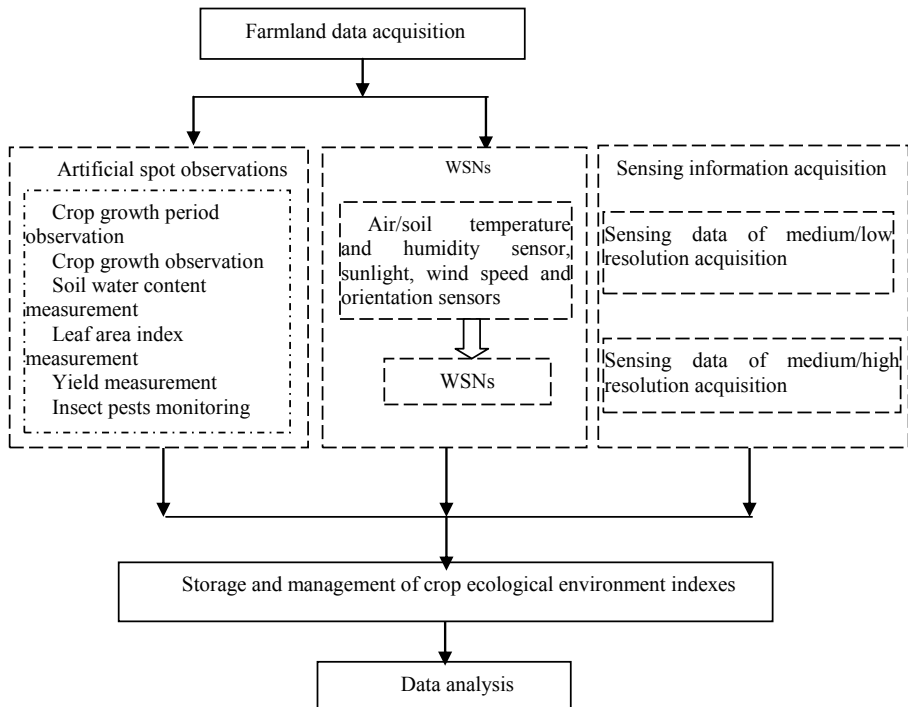 Farmland data acquisition
Artificial spot observations
Crop growth period
observation
Crop growth observation
Soil water content
measurement
Leaf area index
measurement
Yield measurement
Insect pests monitoring
WSNs
Air/soil temperature
and humidity sensor,
sunlight, wind speed and
orientation sensors
WSNs
Sensing information acquisition
Sensing data of medium/low
resolution acquisition
Sensing data of medium/high
resolution acquisition
Storage and management of crop ecological environment indexes
Data analysis